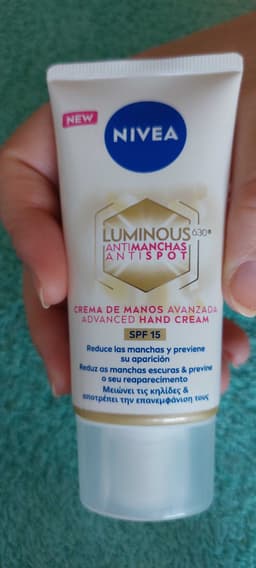 NEW
NIVEA
LUMINOUS630®
ANTIMANCHAS
ANTISPOT
CREMA DE MANOS AVANZADA
ADVANCED HAND CREAM
SPF 15
Reduce las manchas y previene
su aparición
Reduz as manchas escuras & previne
o seu reaparecimento
Μειώνει τις κηλίδες &
αποτρέπει την επανεμφάνιση τους